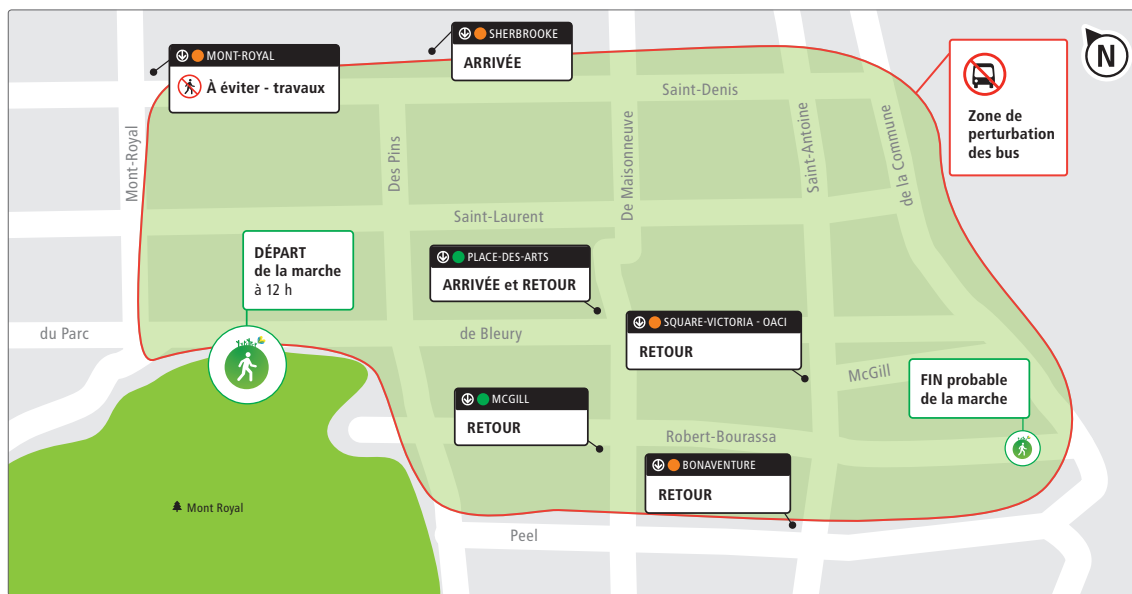 MONT-ROYAL
À éviter - travaux
SHERBROOKE
ARRIVÉE
N
Zone de
perturbation
des bus
Saint-Denis
Mont-Royal
Des Pins
De Maisonneuve
Saint-Antoine
de la Commune
Saint-Laurent
DÉPART
de la marche
à 12 h
PLACE-DES-ARTS
ARRIVÉE et RETOUR
du Parc
de Bleury
SQUARE-VICTORIA - OACI
RETOUR
McGill
FIN probable
de la marche
MCGILL
RETOUR
Robert-Bourassa
BONAVENTURE
RETOUR
Mont Royal
Peel